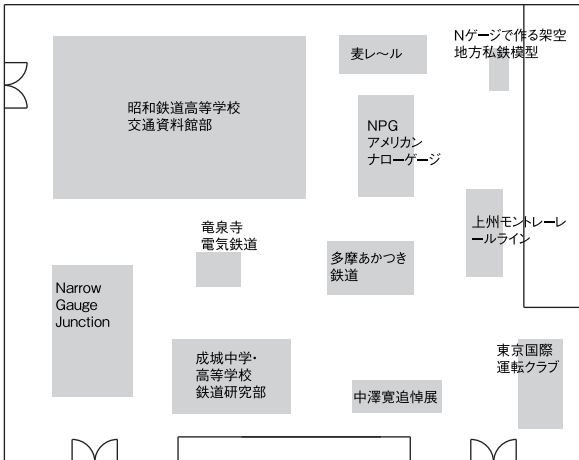 Nゲージで作る架空
地方私鉄模型
麦レ〜ル
昭和鉄道高等学校
交通資料館部
NPG
アメリカン
ナローゲージ
上州モントレーレ
ールライン
竜泉寺
電気鉄道
多摩あかつき
鉄道
Narrow
Gauge
Junction
成城中学・
高等学校
鉄道研究部
東京国際
運転クラブ
中澤寛追悼展